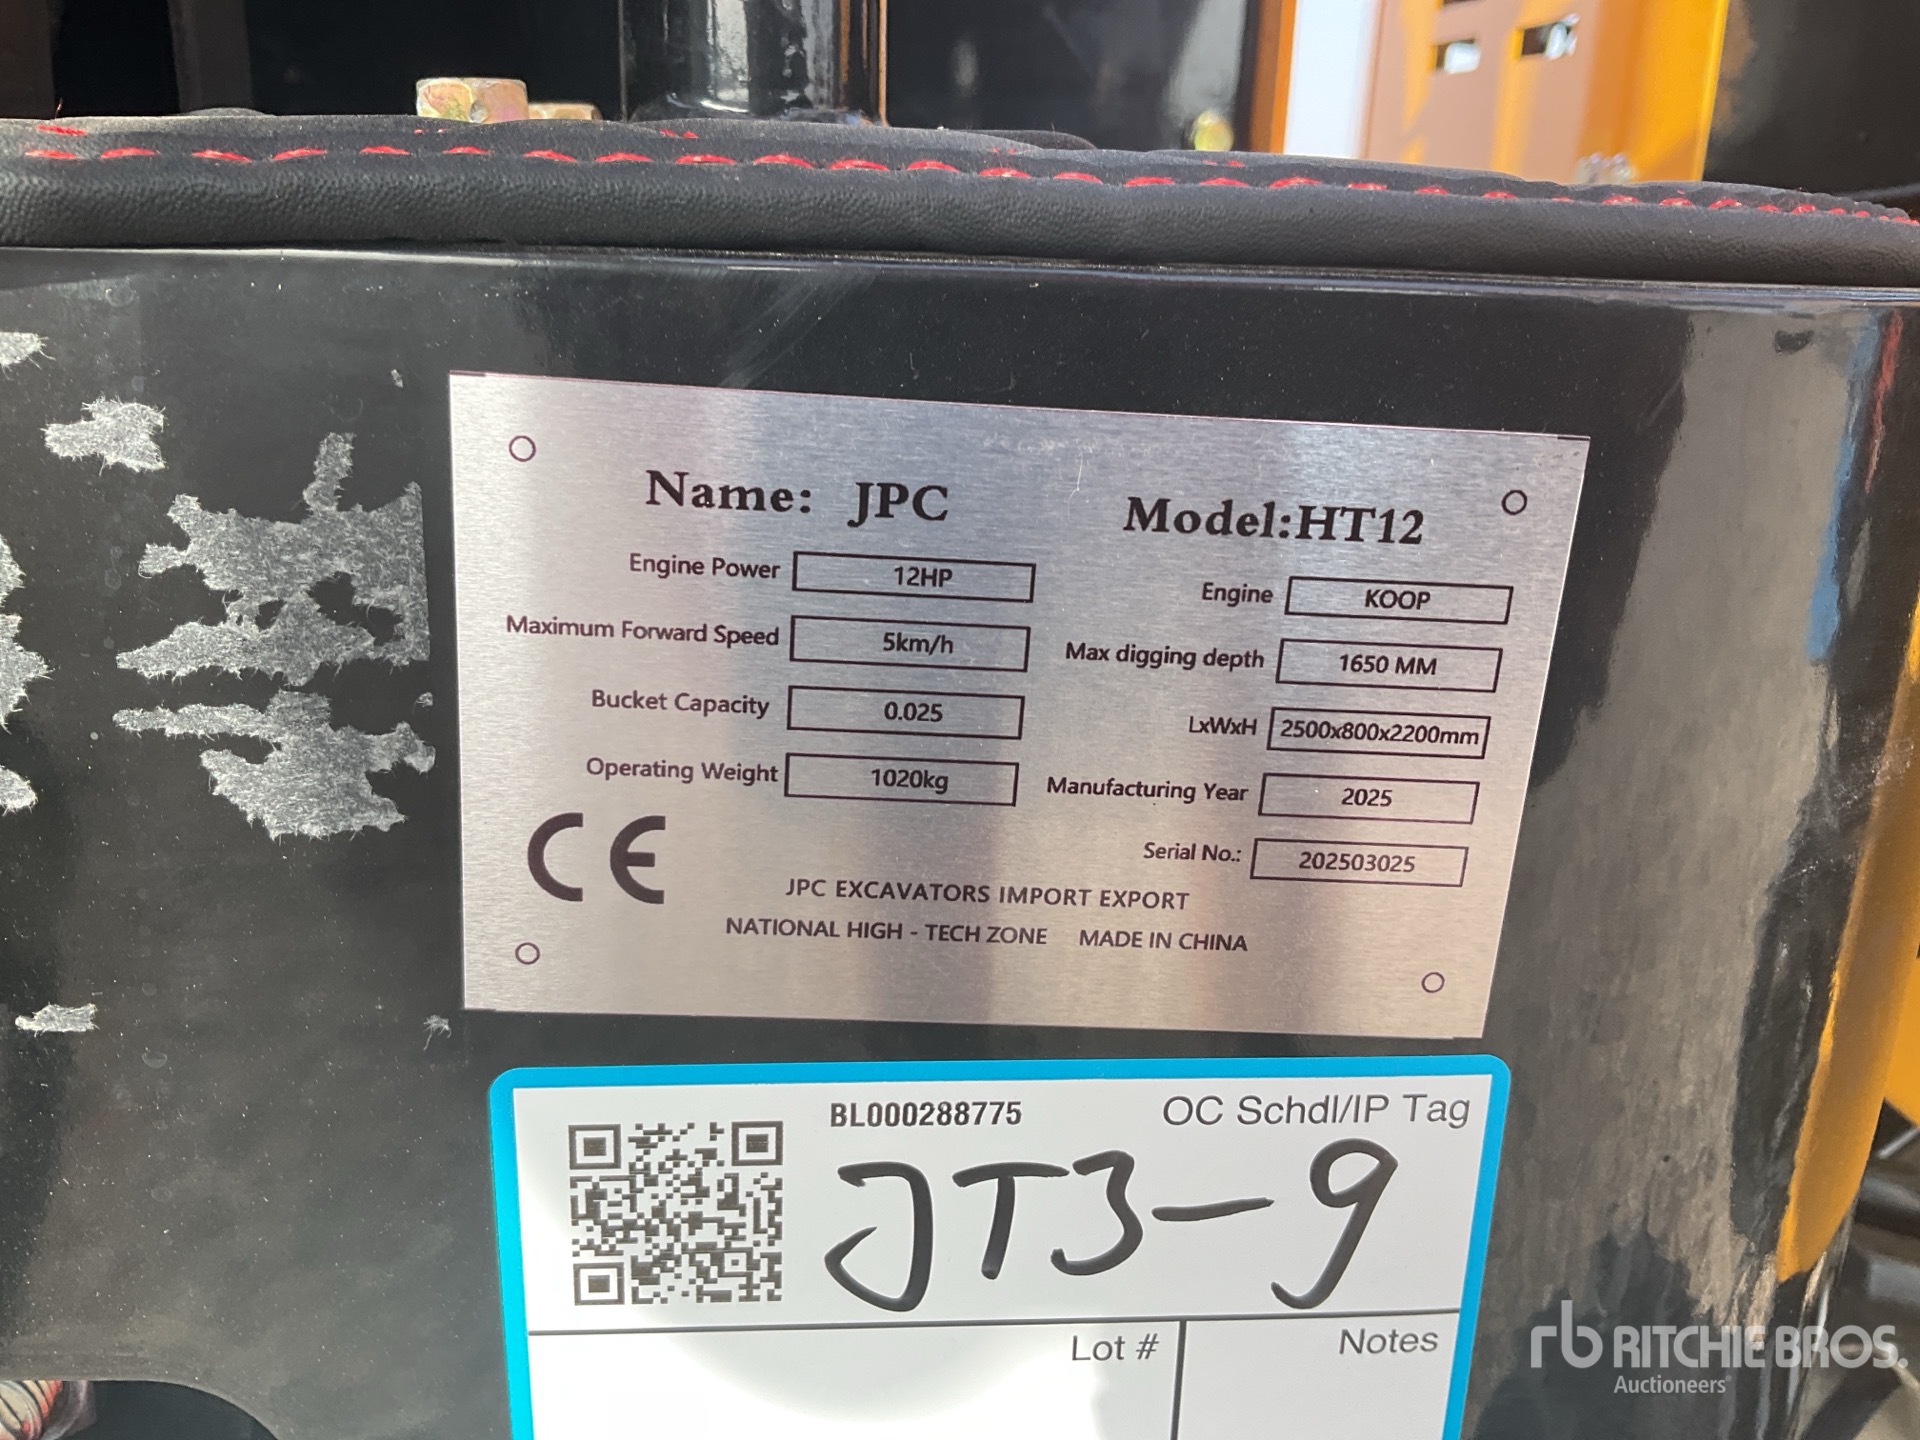 Name: JPC
Model:HT12
Engine Power 12HP
Engine KOOP
Maximum Forward Speed 5km/h
Max digging depth 1650 MM
Bucket Capacity 0.025
LxWxH 2500x800x2200mm
Operating Weight 1020kg
Manufacturing Year 2025
Serial No.: 202503025
CE
JPC EXCAVATORS IMPORT EXPORT
NATIONAL HIGH - TECH ZONE MADE IN CHINA
BL000288775
OC Schdl/IP Tag
JT3-9
Lot #
Notes
rb RITCHIE BROS.
Auctioneers